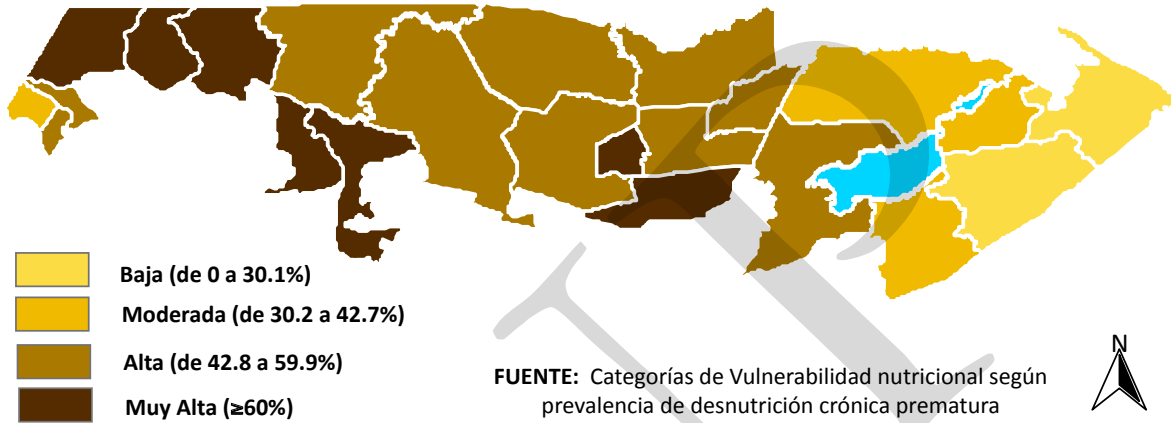 Baja (de 0 a 30.1%)
Moderada (de 30.2 a 42.7%)
Alta (de 42.8 a 59.9%)
Muy Alta (≥60%)
FUENTE: Categorías de Vulnerabilidad nutricional según
prevalencia de desnutrición crónica prematura
N